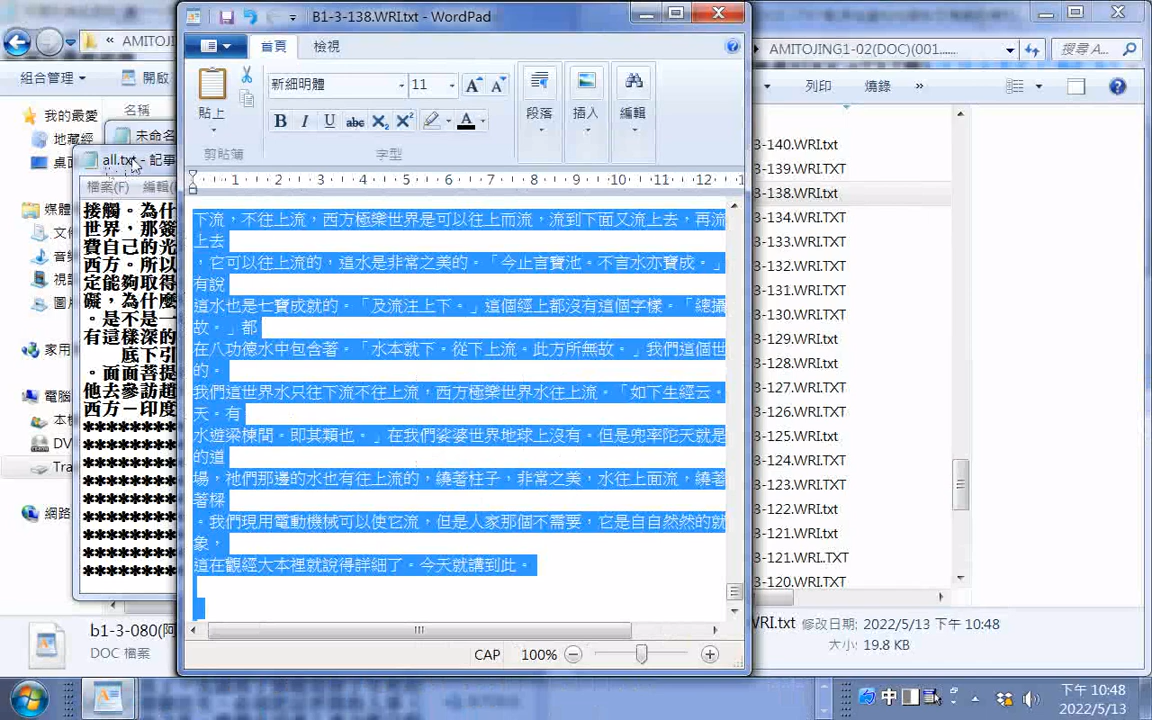 B1-3-138.WRI.txt - WordPad
首頁
檢視
貼上
新細明體
11
B I U abc X₂ X²
段落
插入
編輯
剪貼簿
字型
1 2 3 4 5 6 7 8 9 10 11 12
下流，不往上流，西方極樂世界是可以往上而流，流到下面又流上去，再流
上去
，它可以往上流的，這水是非常之美的。「今止言寶池。不言水亦寶成。」
有說
這水也是七寶成就的。「及流注上下。」這個經上都沒有這個字樣。「總攝
故。」都
在八功德水中包含著。「水本就下。從下上流。此方所無故。」我們這個世
的。
我們這世界水只往下流不往上流，西方極樂世界水往上流。「如下生經云。
天。有
水遊梁棟間。即其類也。」在我們娑婆世界地球上沒有。但是兜率陀天就是
的道
場，祂們那邊的水也有往上流的，繞著柱子，非常之美，水往上面流，繞著
著樑
。我們現用電動機械可以使它流，但是人家那個不需要，它是自自然然的就
象，
這在觀經大本裡就說得詳細了。今天就講到此。
CAP
100%
AMITOJ
組合管理
開啟
我的最愛
名稱
地藏經
未命名
桌面
all.txt - 記事
檔案(F)
編輯(
媒體
接觸。為什
世界，那變
費自己的光
西方。所以
定能夠取得
礙，為什麼
。是不是一
有這樣深的
底下引
。面面菩提
他去參訪趙
西方－印度
***********
***********
***********
***********
***********
***********
***********
***********
***********
家用
電腦
本機
DV
Tra
網路
b1-3-080(阿
DOC 檔案
AMITOJING1-02(DOC)(001......
搜尋 A...
列印
燒錄
»
3-140.WRI.txt
3-139.WRI.TXT
3-138.WRI.txt
3-134.WRI.TXT
3-133.WRI.TXT
3-132.WRI.TXT
3-131.WRI.TXT
3-130.WRI.TXT
3-129.WRI.TXT
3-128.WRI.TXT
3-127.WRI.TXT
3-126.WRI.TXT
3-125.WRI.txt
3-124.WRI.TXT
3-123.WRI.TXT
3-122.WRI.txt
3-121.WRI.txt
3-121.WRI.TXT
3-120.WRI.TXT
WRI.txt
修改日期: 2022/5/13 下午 10:48
大小: 19.8 KB
中
下午 10:48
2022/5/13